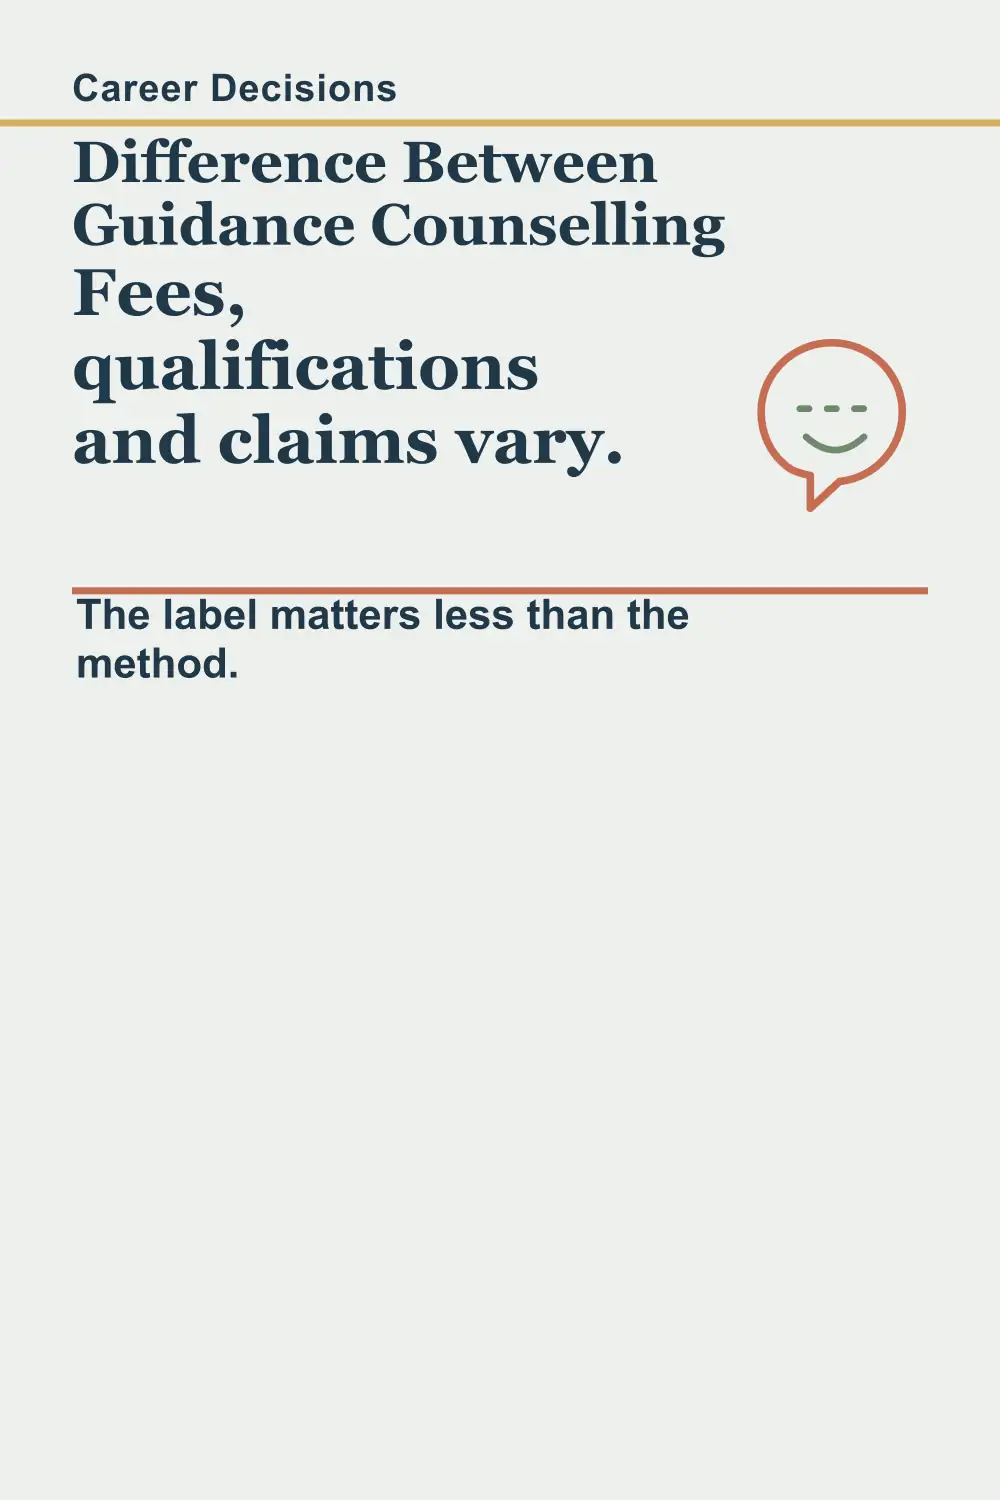 Career Decisions
Difference Between
Guidance Counselling
Fees,
qualifications
and claims vary.
The label matters less than the
method.